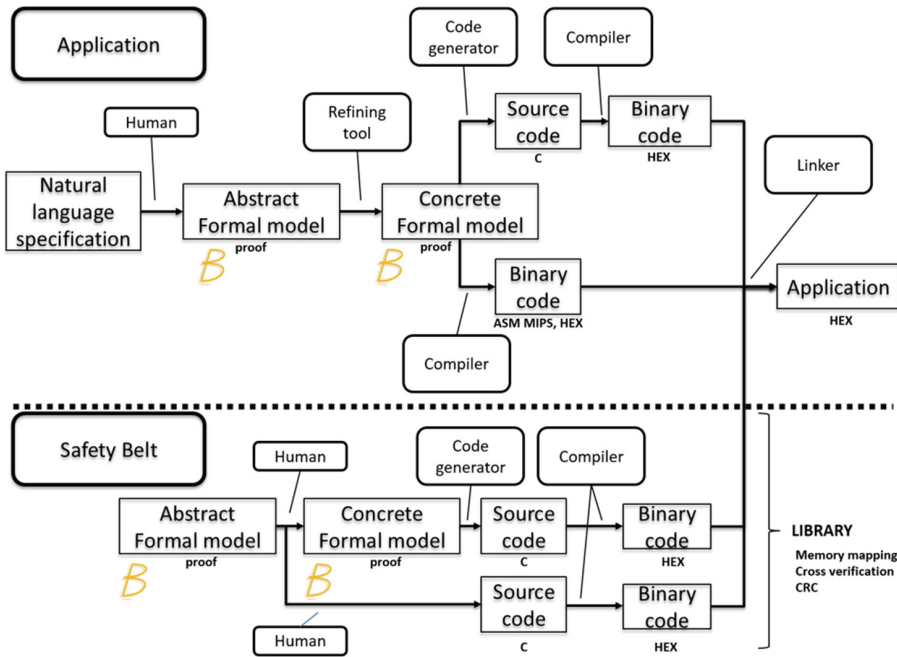 Application
Code
generator
Compiler
Human
Refining
tool
Source
code
C
Binary
code
HEX
Linker
Natural
language
specification
Abstract
Formal model
proof
B
Concrete
Formal model
proof
B
Binary
code
ASM MIPS, HEX
Application
HEX
Compiler
Safety Belt
Human
Code
generator
Compiler
Abstract
Formal model
proof
B
Concrete
Formal model
proof
B
Source
code
C
Binary
code
HEX
LIBRARY
Memory mapping
Cross verification
CRC
Source
code
C
Binary
code
HEX
Human